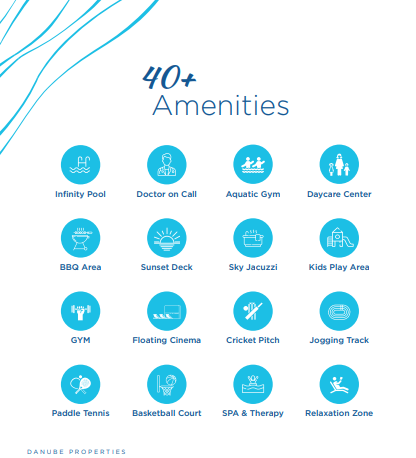 40+
Amenities
Infinity Pool Doctor on Call Aquatic Gym Daycare Center
BBQ Area Sunset Deck Sky Jacuzzi Kids Play Area
GYM Floating Cinema Cricket Pitch Jogging Track
Paddle Tennis Basketball Court SPA & Therapy Relaxation Zone
DANUBE PROPERTIES